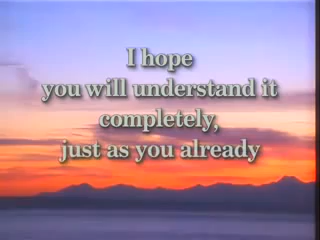 I hope
you will understand it
completely,
just as you already